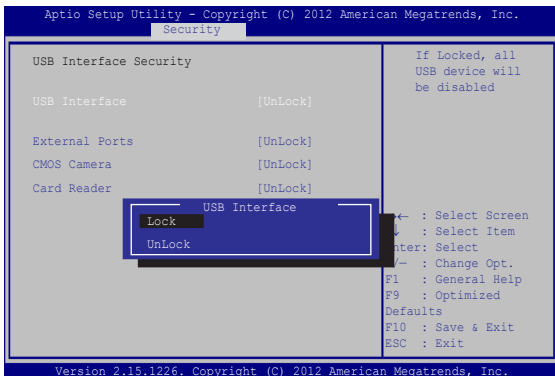 Aptio Setup Utility - Copyright (C) 2012 American Megatrends, Inc.
Security
USB Interface Security
USB Interface [UnLock]
External Ports [UnLock]
CMOS Camera [UnLock]
Card Reader [UnLock]
USB Interface
Lock
UnLock
If Locked, all
USB device will
be disabled
→← : Select Screen
↓ : Select Item
nter: Select
/— : Change Opt.
F1 : General Help
F9 : Optimized
Defaults
F10 : Save & Exit
ESC : Exit
Version 2.15.1226. Copyright (C) 2012 American Megatrends, Inc.